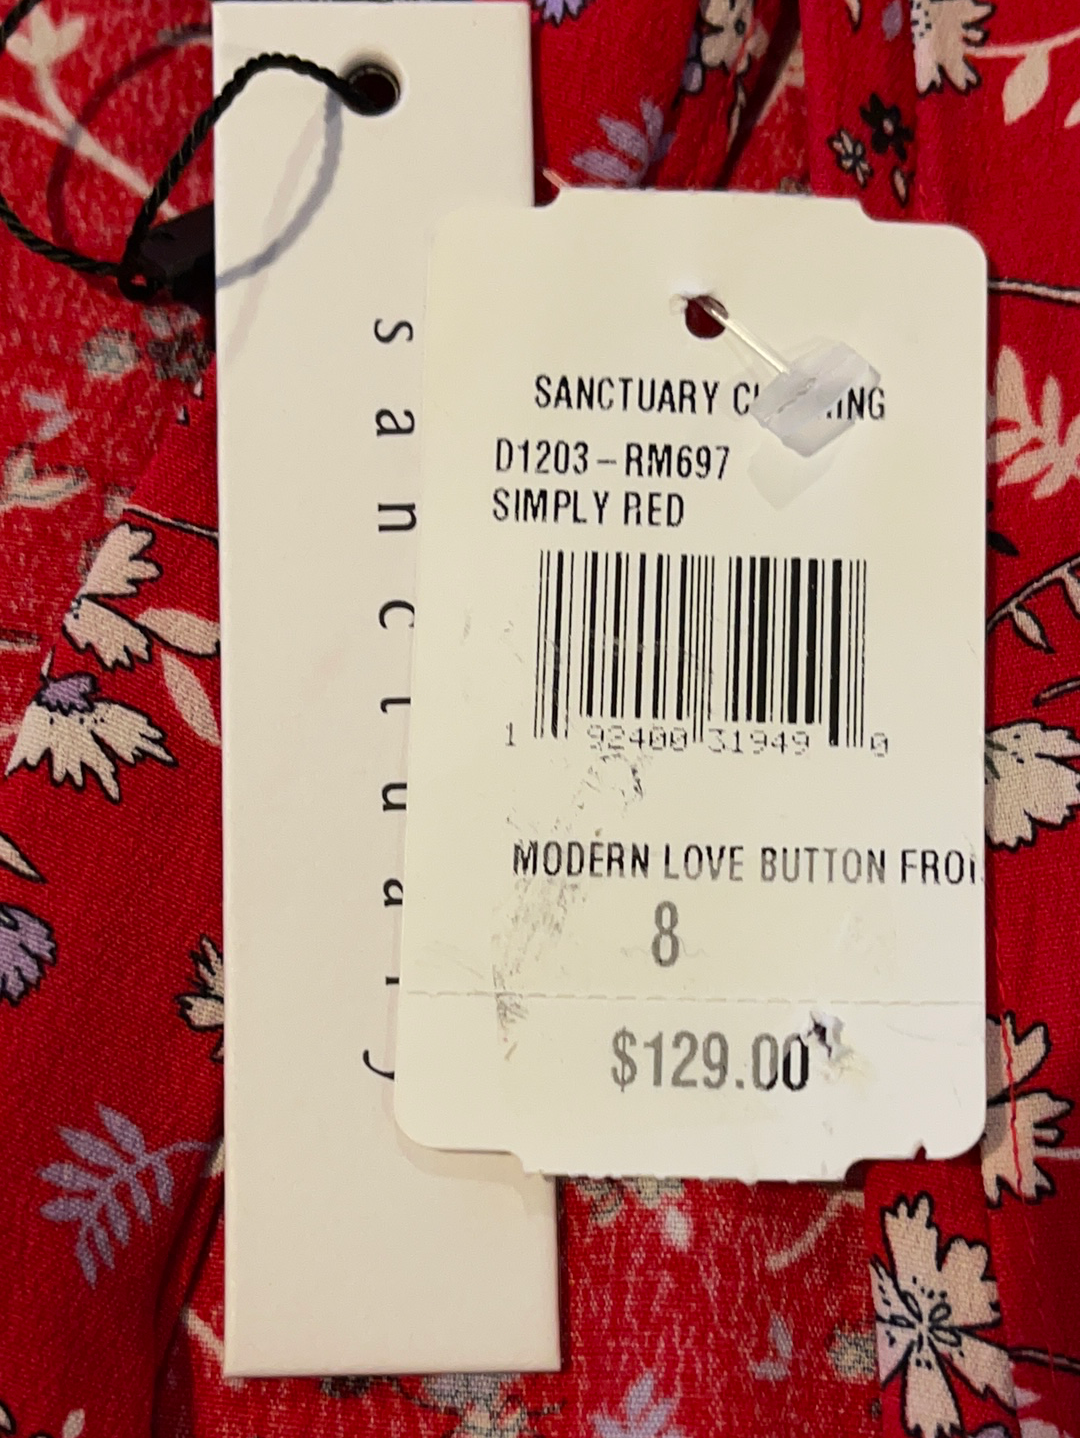 sanctuary
SANCTUARY
D1203-RM697
SIMPLY RED
1 92400 31949 0
MODERN LOVE BUTTON
8
$129.00